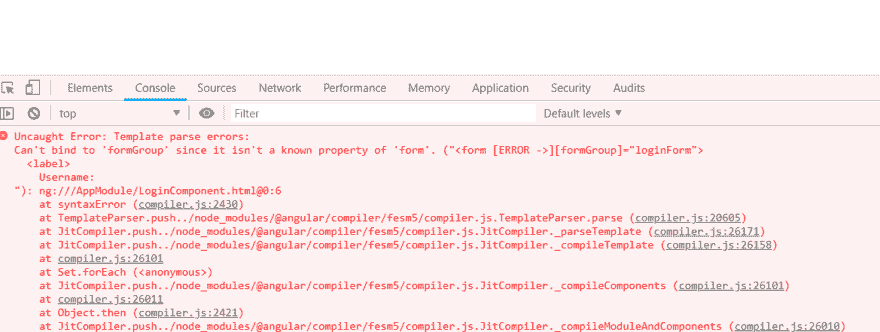 Elements Console Sources Network Performance Memory Application Security Audits
top Filter Default levels
Uncaught Error: Template parse errors:
Can't bind to 'formGroup' since it isn't a known property of 'form'. ("<form [ERROR ->][formGroup]="loginForm">
<label>
Username:
"): ng:///AppModule/LoginComponent.html@0:6
at syntaxError (compiler.js:2430)
at TemplateParser.push../node_modules/@angular/compiler/fesm5/compiler.js.TemplateParser.parse (compiler.js:20605)
at JitCompiler.push../node_modules/@angular/compiler/fesm5/compiler.js.JitCompiler._parseTemplate (compiler.js:26171)
at JitCompiler.push../node_modules/@angular/compiler/fesm5/compiler.js.JitCompiler._compileTemplate (compiler.js:26158)
at compiler.js:26101
at Set.forEach (<anonymous>)
at JitCompiler.push../node_modules/@angular/compiler/fesm5/compiler.js.JitCompiler._compileComponents (compiler.js:26101)
at compiler.js:26011
at Object.then (compiler.js:2421)
at JitCompiler.push../node_modules/@angular/compiler/fesm5/compiler.js.JitCompiler._compileModuleAndComponents (compiler.js:26010)